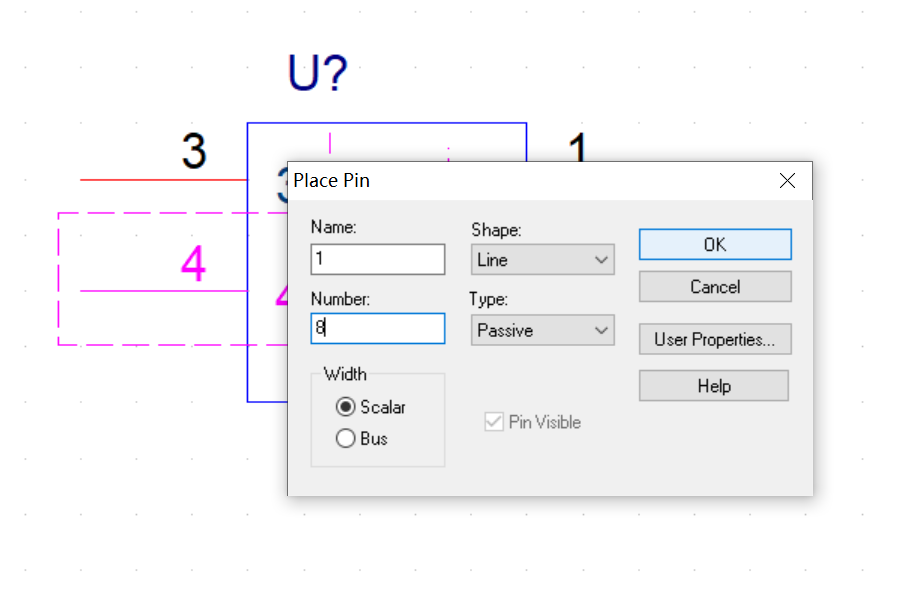 U?
3
1
3
4
4
Place Pin
Name:
1
Shape:
Line
OK
Cancel
Number:
8
Type:
Passive
User Properties...
Help
Width
Scalar
Bus
Pin Visible